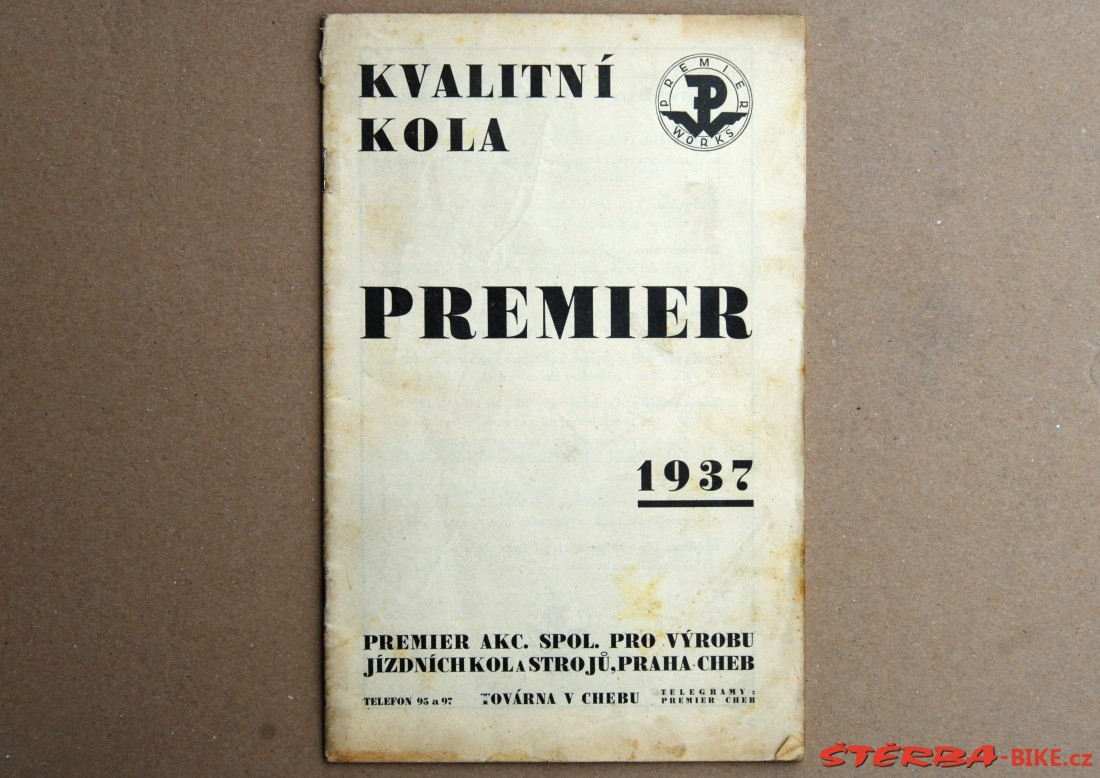 KVALITNÍ
KOLA
PREMIER
WORKS
PREMIER
1937
PREMIER AKC. SPOL. PRO VÝROBU
JÍZDNÍCH KOL A STROJŮ, PRAHA-CHEB
TELEFON 95 a 97 TOVÁRNA V CHEBU TELEGRAMY:
PREMIER CHEB
ŠTĚRBA-BIKE.cz